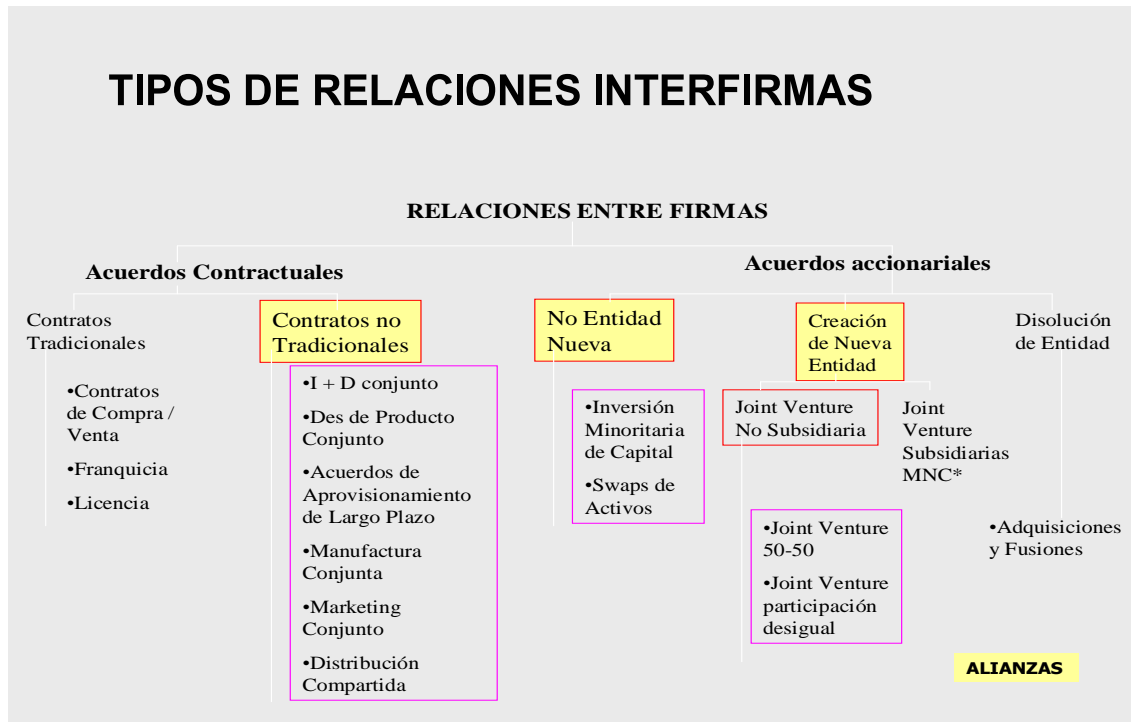 TIPOS DE RELACIONES INTERFIRMAS
RELACIONES ENTRE FIRMAS
Acuerdos Contractuales
Acuerdos accionariales
Contratos
Tradicionales
•Contratos
de Compra /
Venta
•Franquicia
•Licencia
Contratos no
Tradicionales
•I + D conjunto
•Des de Producto
Conjunto
•Acuerdos de
Aprovisionamiento
de Largo Plazo
•Manufactura
Conjunta
•Marketing
Conjunto
•Distribución
Compartida
No Entidad
Nueva
•Inversión
Minoritaria
de Capital
•Swaps de
Activos
Creación
de Nueva
Entidad
Joint Venture
No Subsidiaria
•Joint Venture
50-50
•Joint Venture
participación
desigual
Joint
Venture
Subsidiarias
MNC*
Disolución
de Entidad
•Adquisiciones
y Fusiones
ALIANZAS